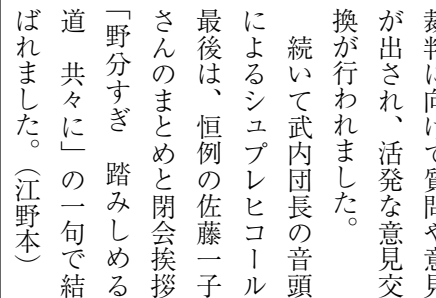 裁判に向けて質問や意見
が出され、活発な意見交
換が行われました。
続いて武内団長の音頭
によるシュプレヒコール
最後は、恒例の佐藤一子
さんのまとめと閉会挨拶
「野分すぎ　踏みしめる
道　共々に」の一句で結
ばれました。（江野本）